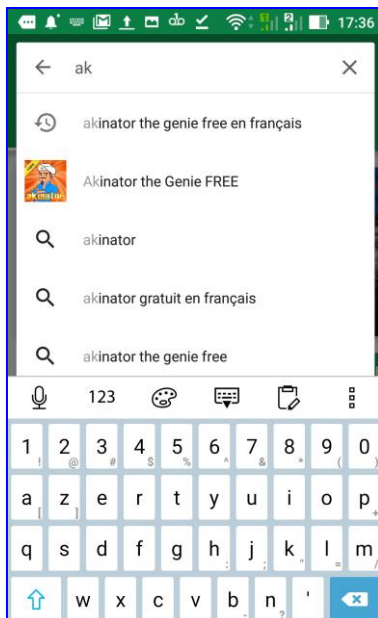 17:36
ak
akinator the genie free en français
Akinator the Genie FREE
akinator
akinator gratuit en français
akinator the genie free
123
1 2 3 4 5 6 7 8 9 0
! @ # $ % ^ & * ( )
a z e r t y u i o p
[ ] +
q s d f g h j k l m
: ; " = /
w x c v b n '
- ?